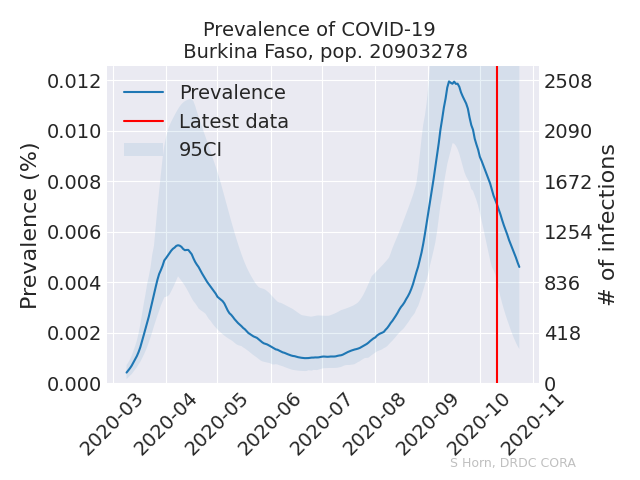 Prevalence of COVID-19
Burkina Faso, pop. 20903278
Prevalence
Latest data
95CI
Prevalence (%)
0.012
0.010
0.008
0.006
0.004
0.002
0.000
2508
2090
1672
1254
836
418
0
# of infections
2020-03
2020-04
2020-05
2020-06
2020-07
2020-08
2020-09
2020-10
2020-11
S Horn, DRDC CORA